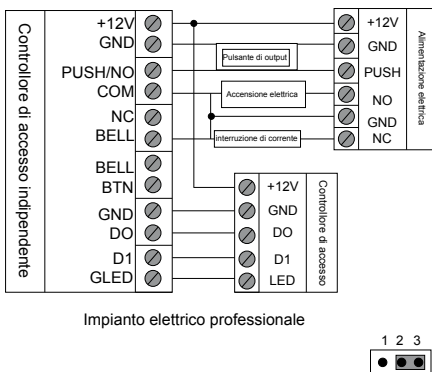 Controllore di accesso indipendente
+12V
GND
PUSH/NO
COM
NC
BELL
BELL
BTN
GND
DO
D1
GLED
Pulsante di output
Accensione elettrica
interruzione di corrente
+12V
GND
PUSH
NO
GND
NC
Alimentazione elettrica
+12V
GND
DO
D1
LED
Controllore di accesso
Impianto elettrico professionale
1 2 3